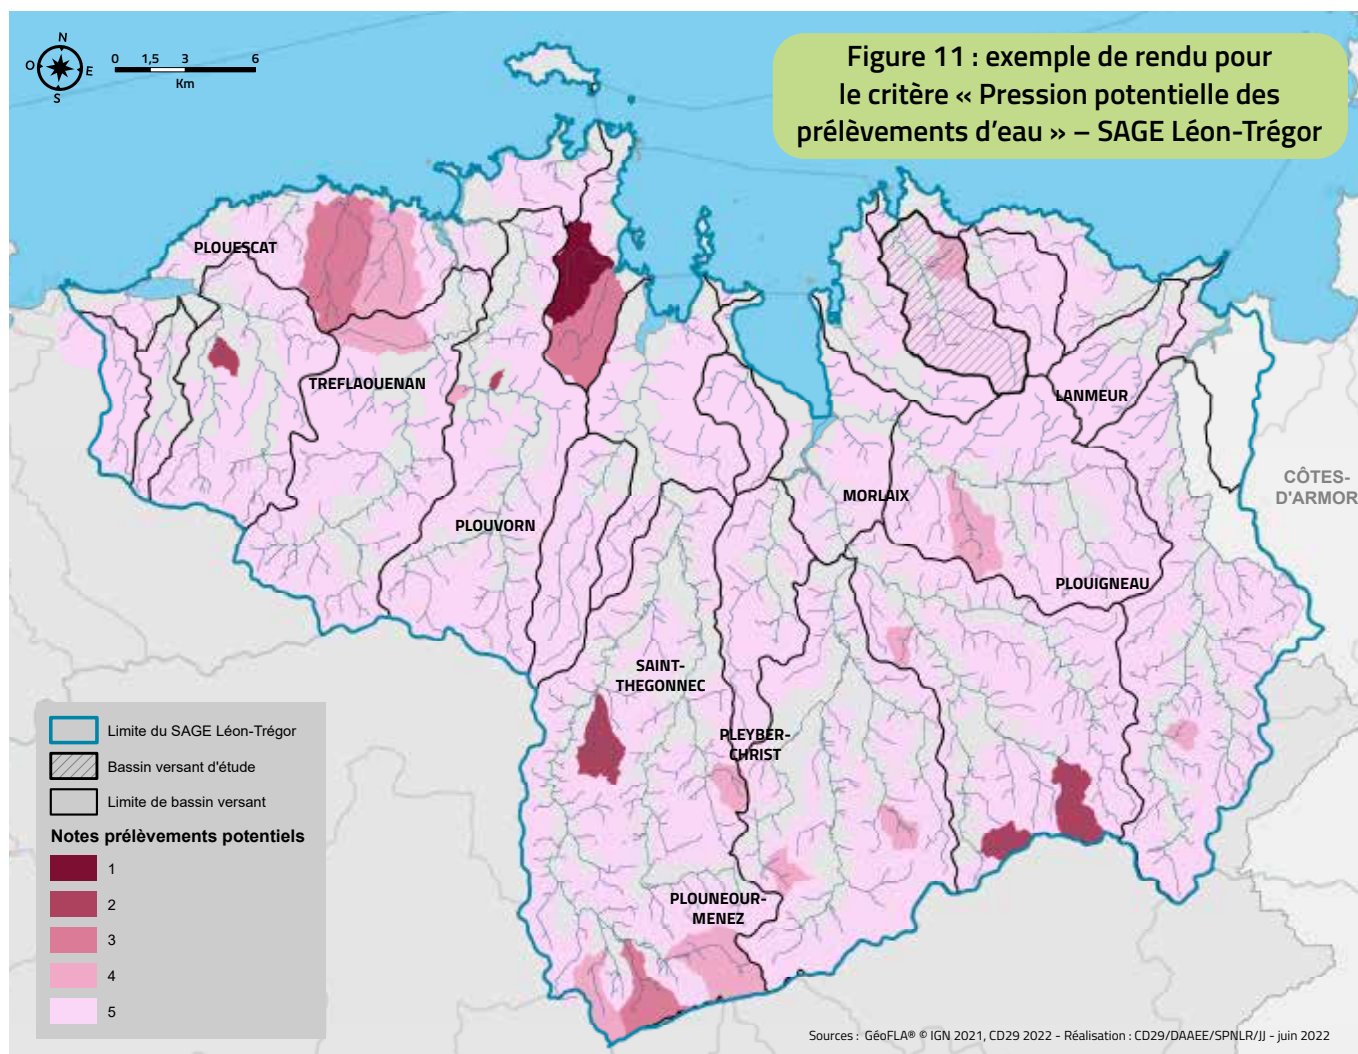 Figure 11 : exemple de rendu pour
le critère « Pression potentielle des
prélèvements d'eau » – SAGE Léon-Trégor
N
O
E
S
0 1,5 3 6
Km
PLOUESCAT
TREFLAOUENAN
LANMEUR
CÔTES-
D'ARMOR
MORLAIX
PLOUVORN
PLOUIGNEAU
SAINT-
THEGONNEC
PLEYBER-
CHRIST
PLOUNEOUR-
MENEZ
Limite du SAGE Léon-Trégor
Bassin versant d'étude
Limite de bassin versant
Notes prélèvements potentiels
1
2
3
4
5
Sources : GéoFLA® © IGN 2021, CD29 2022 - Réalisation : CD29/DAAEE/SPNLR/JJ - juin 2022